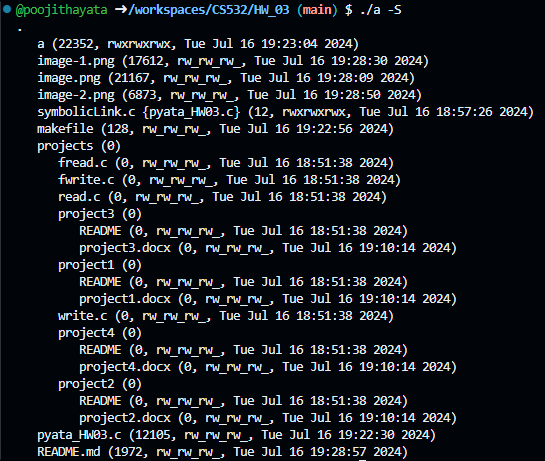 @poojithayata ➜/workspaces/CS532/HW_03 (main) $ ./a -S
.
a (22352, rwxrwxrwx, Tue Jul 16 19:23:04 2024)
image-1.png (17612, rw_rw_rw_, Tue Jul 16 19:28:30 2024)
image.png (21167, rw_rw_rw_, Tue Jul 16 19:28:09 2024)
image-2.png (6873, rw_rw_rw_, Tue Jul 16 19:28:50 2024)
symbolicLink.c {pyata_HW03.c} (12, rwxrwxrwx, Tue Jul 16 18:57:26 2024)
makefile (128, rw_rw_rw_, Tue Jul 16 19:22:56 2024)
projects (0)
fread.c (0, rw_rw_rw_, Tue Jul 16 18:51:38 2024)
fwrite.c (0, rw_rw_rw_, Tue Jul 16 18:51:38 2024)
read.c (0, rw_rw_rw_, Tue Jul 16 18:51:38 2024)
project3 (0)
README (0, rw_rw_rw_, Tue Jul 16 18:51:38 2024)
project3.docx (0, rw_rw_rw_, Tue Jul 16 19:10:14 2024)
project1 (0)
README (0, rw_rw_rw_, Tue Jul 16 18:51:38 2024)
project1.docx (0, rw_rw_rw_, Tue Jul 16 19:10:14 2024)
write.c (0, rw_rw_rw_, Tue Jul 16 18:51:38 2024)
project4 (0)
README (0, rw_rw_rw_, Tue Jul 16 18:51:38 2024)
project4.docx (0, rw_rw_rw_, Tue Jul 16 19:10:14 2024)
project2 (0)
README (0, rw_rw_rw_, Tue Jul 16 18:51:38 2024)
project2.docx (0, rw_rw_rw_, Tue Jul 16 19:10:14 2024)
pyata_HW03.c (12105, rw_rw_rw_, Tue Jul 16 19:22:30 2024)
README.md (1972, rw_rw_rw_, Tue Jul 16 19:28:57 2024)